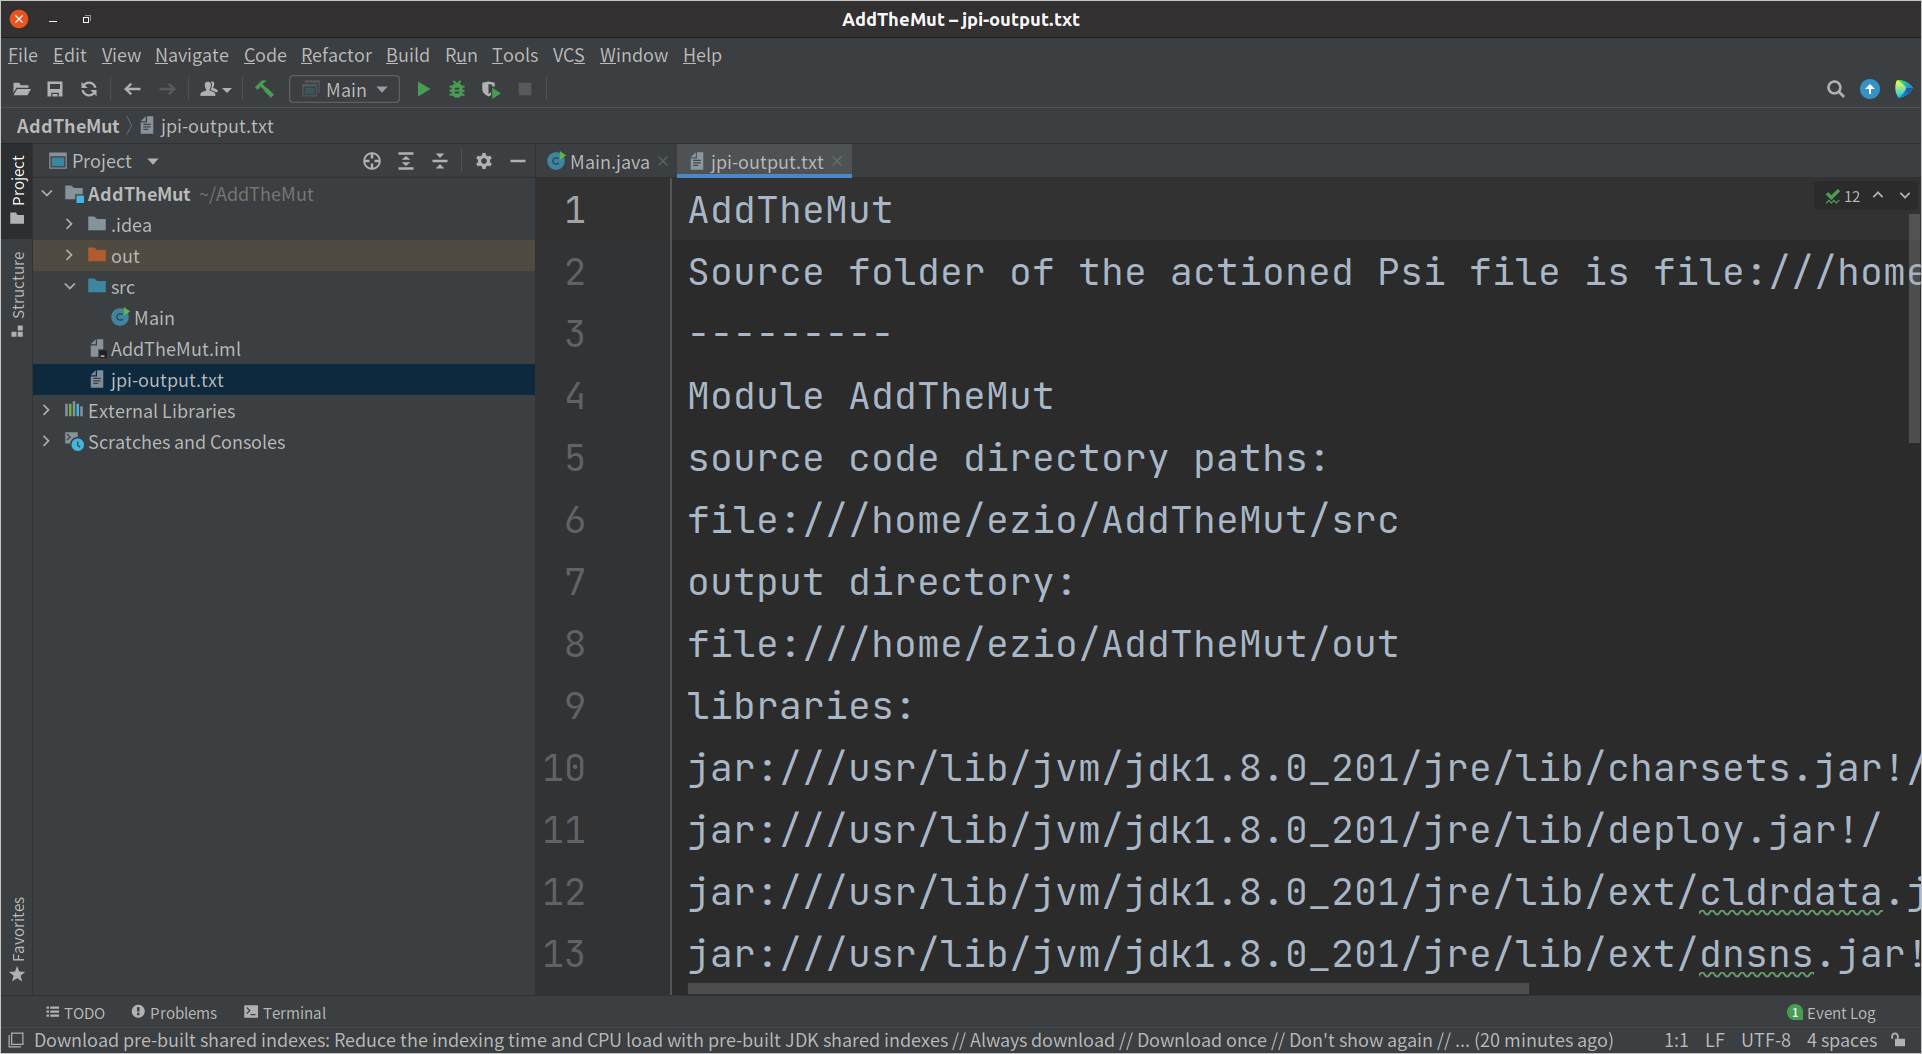 AddTheMut – jpi-output.txt
File Edit View Navigate Code Refactor Build Run Tools VCS Window Help
Main
AddTheMut jpi-output.txt
Project
Main.java jpi-output.txt
Project
Structure
Favorites
AddTheMut ~/AddTheMut
.idea
out
src
Main
AddTheMut.iml
jpi-output.txt
External Libraries
Scratches and Consoles
12
1 AddTheMut
2 Source folder of the actioned Psi file is file:///home
3 ---------
4 Module AddTheMut
5 source code directory paths:
6 file:///home/ezio/AddTheMut/src
7 output directory:
8 file:///home/ezio/AddTheMut/out
9 libraries:
10 jar:///usr/lib/jvm/jdk1.8.0_201/jre/lib/charsets.jar!/
11 jar:///usr/lib/jvm/jdk1.8.0_201/jre/lib/deploy.jar!/
12 jar:///usr/lib/jvm/jdk1.8.0_201/jre/lib/ext/cldrdata.j
13 jar:///usr/lib/jvm/jdk1.8.0_201/jre/lib/ext/dnsns.jar!
TODO Problems Terminal 1 Event Log
Download pre-built shared indexes: Reduce the indexing time and CPU load with pre-built JDK shared indexes // Always download // Download once // Don't show again // ... (20 minutes ago) 1:1 LF UTF-8 4 spaces